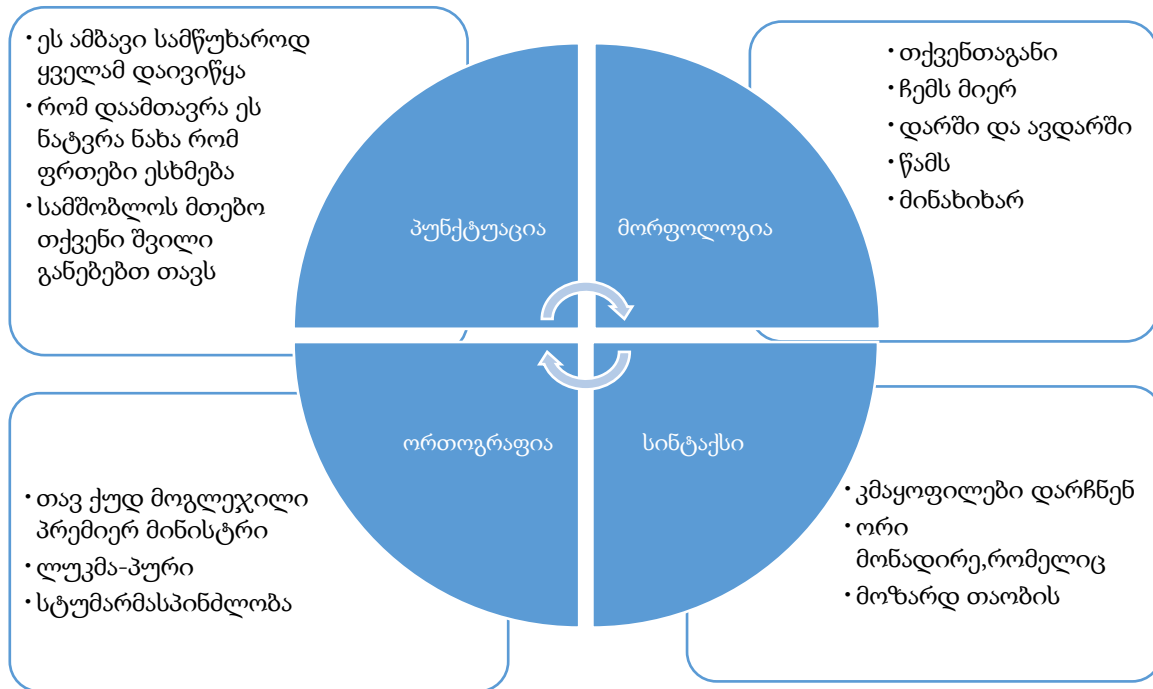 · ეს ამბავი სამწუხაროდ
ყველამ დაივიწყა
· რომ დაამთავრა ეს
ნატვრა ნახა რომ
ფრთები ესხმება
· სამშობლოს მთებო
თქვენი შვილი
განებებთ თავს
· თქვენთაგანი
· ჩემს მიერ
· დარში და ავდარში
· წამს
· მინახიხარ
პუნქტუაცია
მორფოლოგია
ორთოგრაფია
სინტაქსი
· თავ ქუდ მოგლეჯილი
პრემიერ მინისტრი
· ლუკმა-პური
· სტუმარმასპინძლობა
· კმაყოფილები დარჩნენ
· ორი
მონადირე,რომელიც
· მოზარდ თაობის